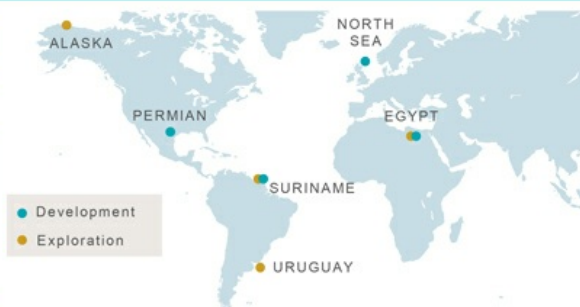 NORTH
SEA
ALASKA
PERMIAN
EGYPT
SURINAME
Development
Exploration
URUGUAY